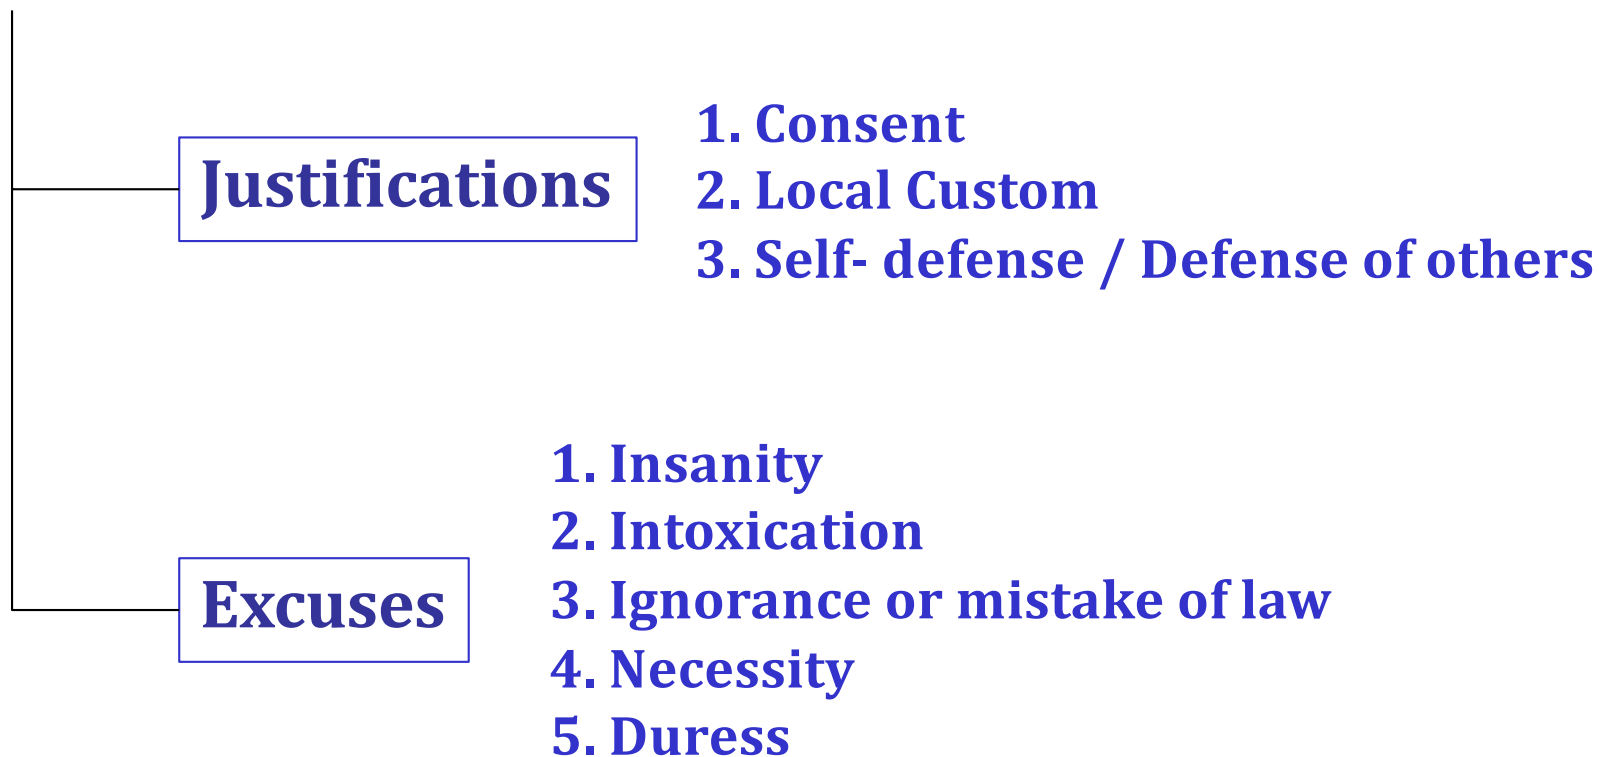 Justifications
1. Consent
2. Local Custom
3. Self- defense / Defense of others
Excuses
1. Insanity
2. Intoxication
3. Ignorance or mistake of law
4. Necessity
5. Duress